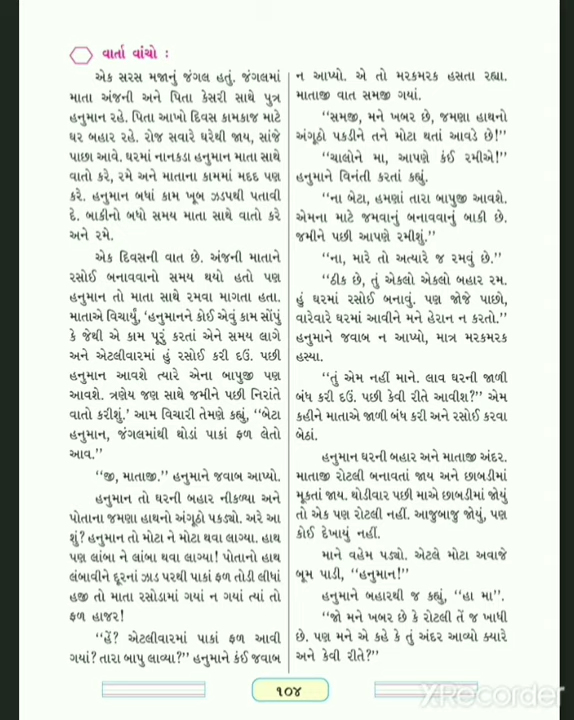 વાર્તા વાંચો :
એક સરસ મજાનું જંગલ હતું. જંગલમાં
માતા અંજની અને પિતા કેસરી સાથે પુત્ર
હનુમાન રહે. પિતા આખો દિવસ કામકાજ માટે
ઘર બહાર રહે. રોજ સવારે ઘરેથી જાય, સાંજે
પાછા આવે. ઘરમાં નાનકડા હનુમાન માતા સાથે
વાતો કરે, રમે અને માતાના કામમાં મદદ પણ
કરે. હનુમાન બધાં કામ ખૂબ ઝડપથી પતાવી
દે. બાકીનો બધો સમય માતા સાથે વાતો કરે
અને રમે.
એક દિવસની વાત છે. અંજની માતાને
રસોઈ બનાવવાનો સમય થયો હતો પણ
હનુમાન તો માતા સાથે રમવા માગતા હતા.
માતાએ વિચાર્યું, ‘હનુમાનને કોઈ એવું કામ સોંપું
કે જેથી એ કામ પૂરું કરતાં એને સમય લાગે
અને એટલીવારમાં હું રસોઈ કરી દઉં. પછી
હનુમાન આવશે ત્યારે એના બાપુજી પણ
આવશે. ત્રણેય જણ સાથે જમીને પછી નિરાંતે
વાતો કરીશું.’ આમ વિચારી તેમણે કહ્યું, “બેટા
હનુમાન, જંગલમાંથી થોડાં પાકાં ફળ લેતો
આવ.”
“જી, માતાજી.” હનુમાને જવાબ આપ્યો.
હનુમાન તો ઘરની બહાર નીકળ્યા અને
પોતાના જમણા હાથનો અંગૂઠો પકડ્યો. અરે આ
શું? હનુમાન તો મોટા ને મોટા થવા લાગ્યા. હાથ
પણ લાંબા ને લાંબા થવા લાગ્યા! પોતાનો હાથ
લંબાવીને દૂરનાં ઝાડ પરથી પાકાં ફળ તોડી લીધાં
હજી તો માતા રસોડામાં ગયાં ન ગયાં ત્યાં તો
ફળ હાજર!
“હેં? એટલીવારમાં પાકાં ફળ આવી
ગયાં? તારા બાપુ લાવ્યા?” હનુમાને કંઈ જવાબ
ન આપ્યો. એ તો મરકમરક હસતા રહ્યા.
માતાજી વાત સમજી ગયાં.
“સમજી, મને ખબર છે, જમણા હાથનો
અંગૂઠો પકડીને તને મોટા થતાં આવડે છે!”
“ચાલોને મા, આપણે કંઈ રમીએ!”
હનુમાને વિનંતી કરતાં કહ્યું.
“ના બેટા, હમણાં તારા બાપુજી આવશે.
એમના માટે જમવાનું બનાવવાનું બાકી છે.
જમીને પછી આપણે રમીશું.”
“ના, મારે તો અત્યારે જ રમવું છે.”
“ઠીક છે, તું એકલો એકલો બહાર રમ.
હું ઘરમાં રસોઈ બનાવું. પણ જોજે પાછો,
વારેવારે ઘરમાં આવીને મને હેરાન ન કરતો.”
હનુમાને જવાબ ન આપ્યો, માત્ર મરકમરક
હસ્યા.
“તું એમ નહીં માને. લાવ ઘરની જાળી
બંધ કરી દઉં. પછી કેવી રીતે આવીશ?” એમ
કહીને માતાએ જાળી બંધ કરી અને રસોઈ કરવા
બેઠાં.
હનુમાન ઘરની બહાર અને માતાજી અંદર.
માતાજી રોટલી બનાવતાં જાય અને છાબડીમાં
મૂકતાં જાય. થોડીવાર પછી માએ છાબડીમાં જોયું
તો એક પણ રોટલી નહીં. આજુબાજુ જોયું, પણ
કોઈ દેખાયું નહીં.
માને વહેમ પડ્યો. એટલે મોટા અવાજે
બૂમ પાડી, “હનુમાન!”
હનુમાને બહારથી જ કહ્યું, “હા મા”.
“જો મને ખબર છે કે રોટલી તેં જ ખાધી
છે. પણ મને એ કહે કે તું અંદર આવ્યો ક્યારે
અને કેવી રીતે?”
૧૦૪
XRecorder